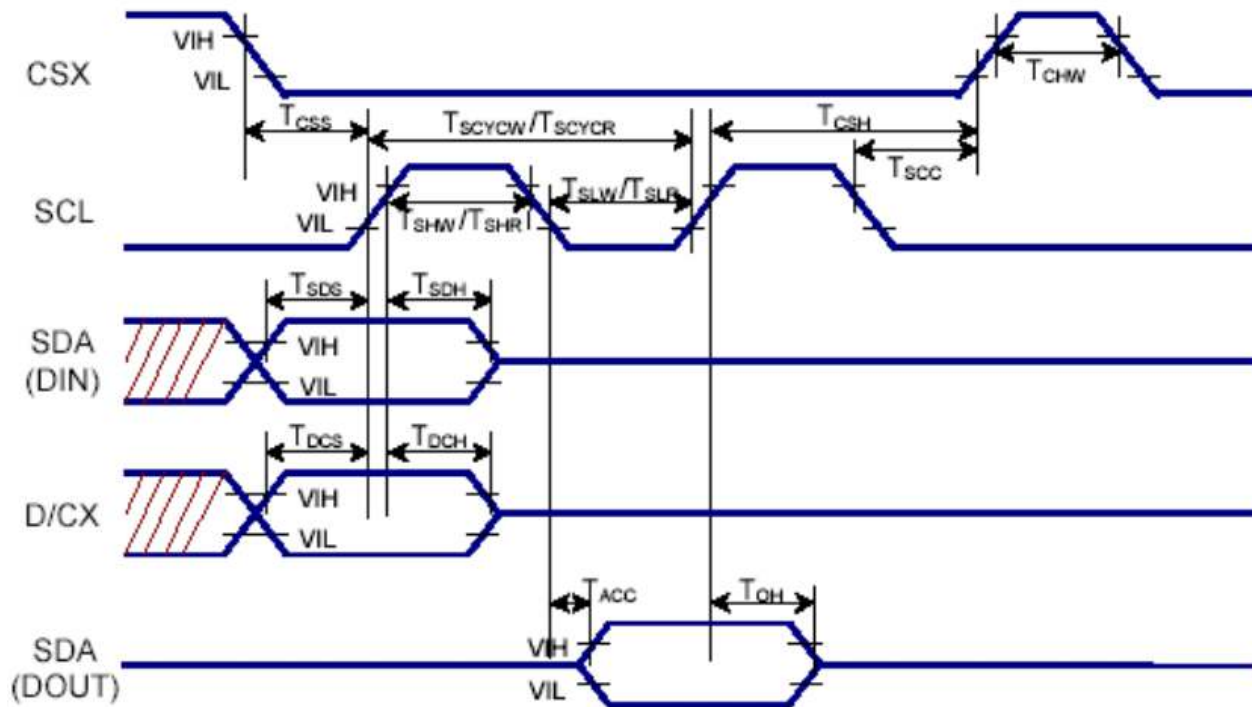 VIH
CSX
VIL
TCHW
TCSS
TSCYCW/TSCYCR
TCSH
TSCC
VIH
TSLW/TSLR
SCL
VIL
TSHW/TSHR
TSDS
TSDH
SDA
(DIN)
VIH
VIL
TDCS
TDCH
D/CX
VIH
VIL
TACC
TOH
SDA
(DOUT)
VIH
VIL